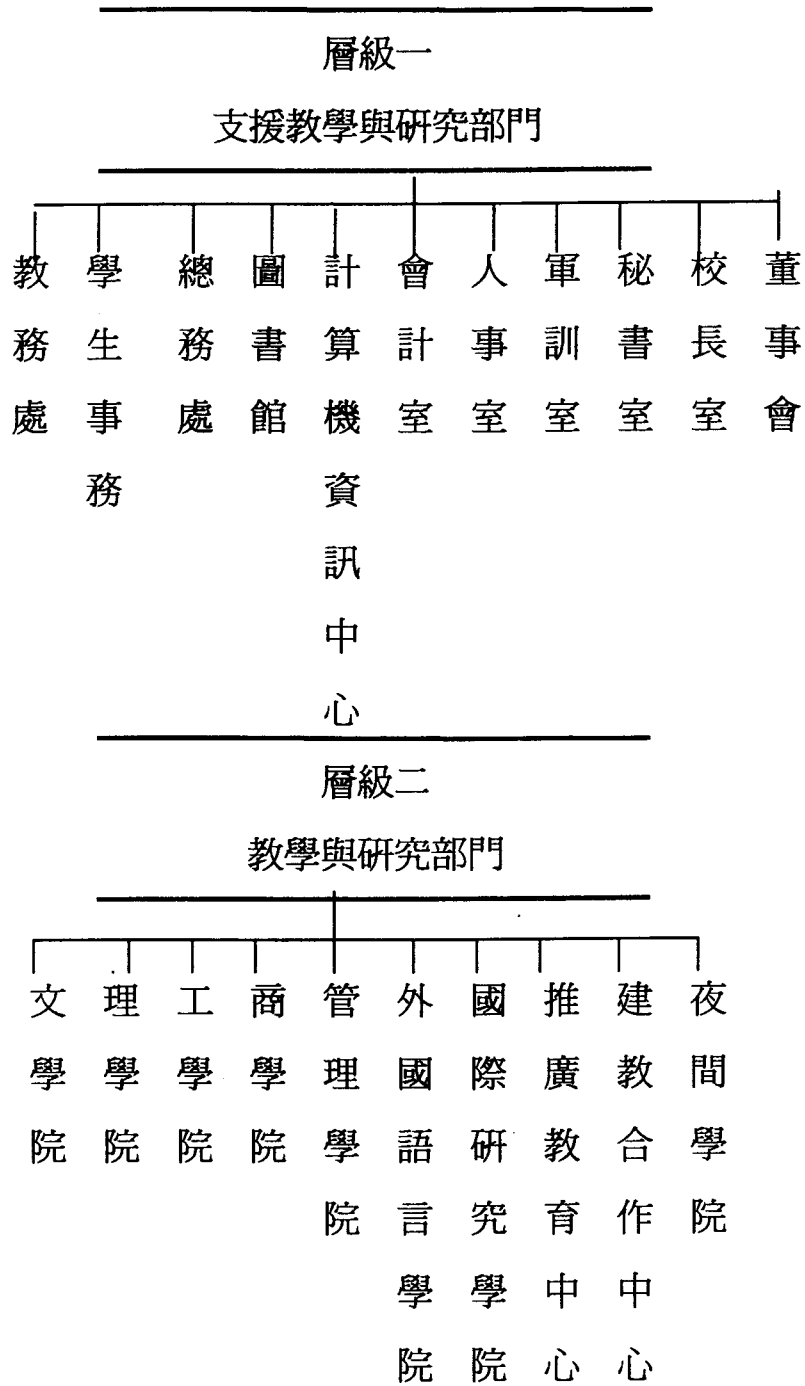 層級一
支援教學與研究部門
教務處
學生事務
總務處
圖書館
計算機資訊中心
會計室
人事室
軍訓室
秘書室
校長室
董事會
層級二
教學與研究部門
文學院
理學院
工學院
商學院
管理學院
外國語言學院
國際研究學院
推廣教育中心
建教合作中心
夜間學院